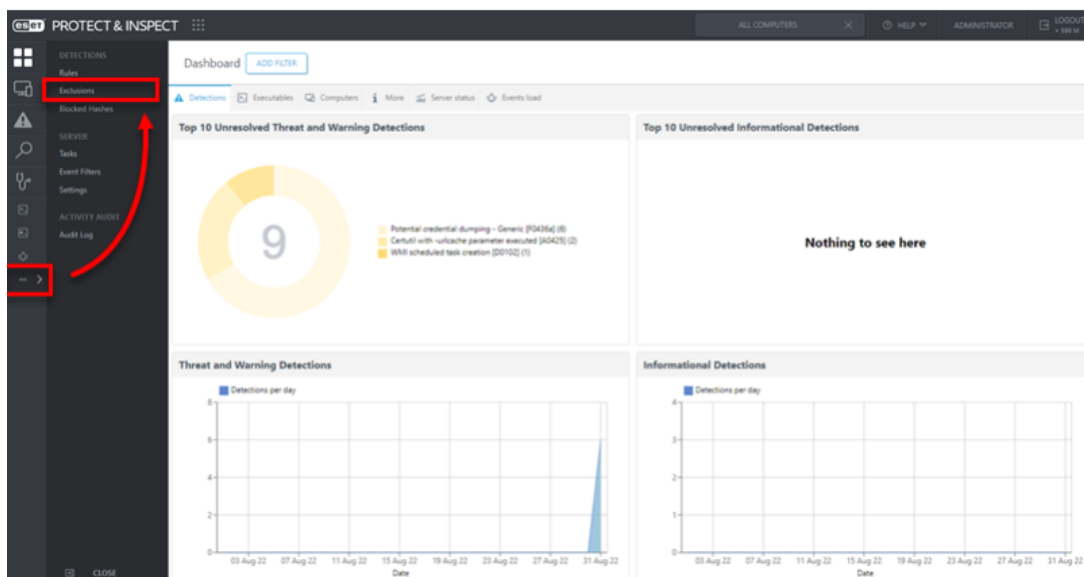 eset PROTECT & INSPECT
ALL COMPUTERS
HELP
ADMINISTRATOR
LOGOUT
DETECTIONS
Rules
Exclusions
Blocked Hashes
SERVER
Tasks
Event Filters
Settings
ACTIVITY AUDIT
Audit Log
CLOSE
Dashboard
ADD FILTER
Detections
Executables
Computers
More
Server status
Events load
Top 10 Unresolved Threat and Warning Detections
9
Potential credential dumping - Generic [F0436a] (6)
Certutil with -urlcache parameter executed [A0425] (2)
WMI scheduled task creation [D0102] (1)
Top 10 Unresolved Informational Detections
Nothing to see here
Threat and Warning Detections
Detections per day
8
6
4
2
0
03 Aug 22 07 Aug 22 11 Aug 22 15 Aug 22 19 Aug 22 23 Aug 22 27 Aug 22 31 Aug 22
Date
Informational Detections
Detections per day
4
3
2
1
0
03 Aug 22 07 Aug 22 11 Aug 22 15 Aug 22 19 Aug 22 23 Aug 22 27 Aug 22 31 Aug 22
Date